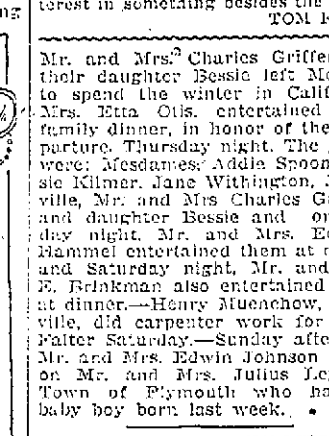 terest in something besides the
TOM
Mr. and Mrs. Charles Griffe
their daughter Bessie left M
to spend the winter in Calif
Mrs. Etta Otis. entertained
family dinner, in honor of the
parture. Thursday night. The
were: Mesdames: Addie Spoon
sie Kilmer. Jane Withington,
ville, Mr. and Mrs Charles G
and daughter Bessie and on
day night, Mr. and Mrs. E
Hammel entertained them at
and Saturday night, Mr. and
E. Brinkman also entertained
at dinner.—Henry Muenchow,
ville, did carpenter work for
Falter Saturday.—Sunday afte
Mr. and Mrs. Edwin Johnson
on Mr. and Mrs. Julius Le
Town of Plymouth who ha
baby boy born last week.